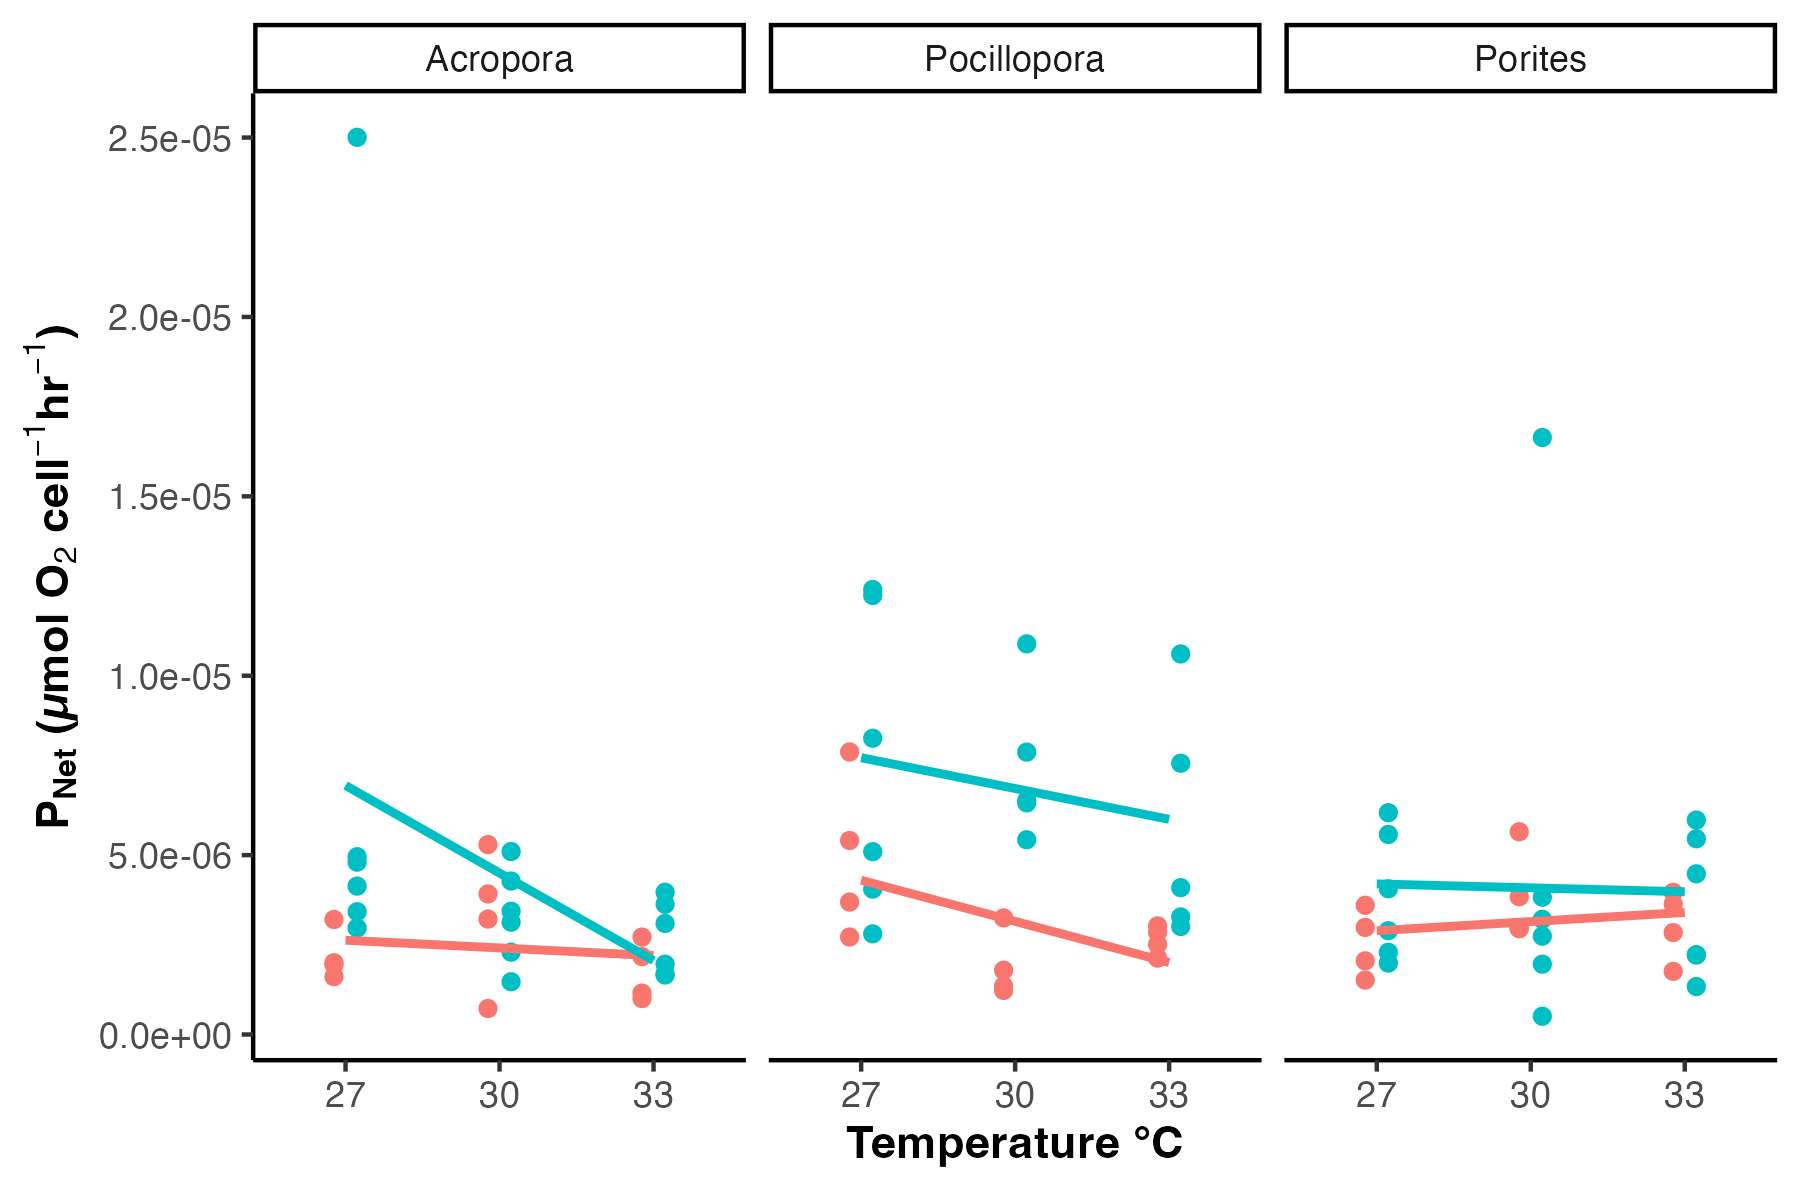 Acropora Pocillopora Porites
2.5e-05
2.0e-05
1.5e-05
1.0e-05
5.0e-06
0.0e+00
P_Net (μmol O₂ cell⁻¹hr⁻¹)
27 30 33 27 30 33 27 30 33
Temperature °C